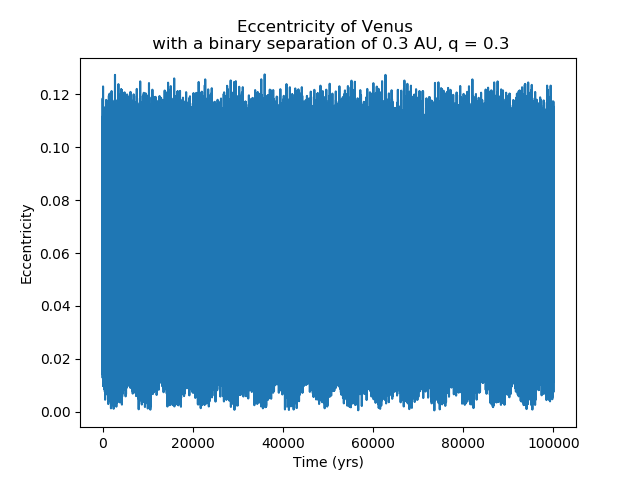 Eccentricity of Venus
with a binary separation of 0.3 AU, q = 0.3
0.12
0.10
0.08
0.06
0.04
0.02
0.00
Eccentricity
0 20000 40000 60000 80000 100000
Time (yrs)